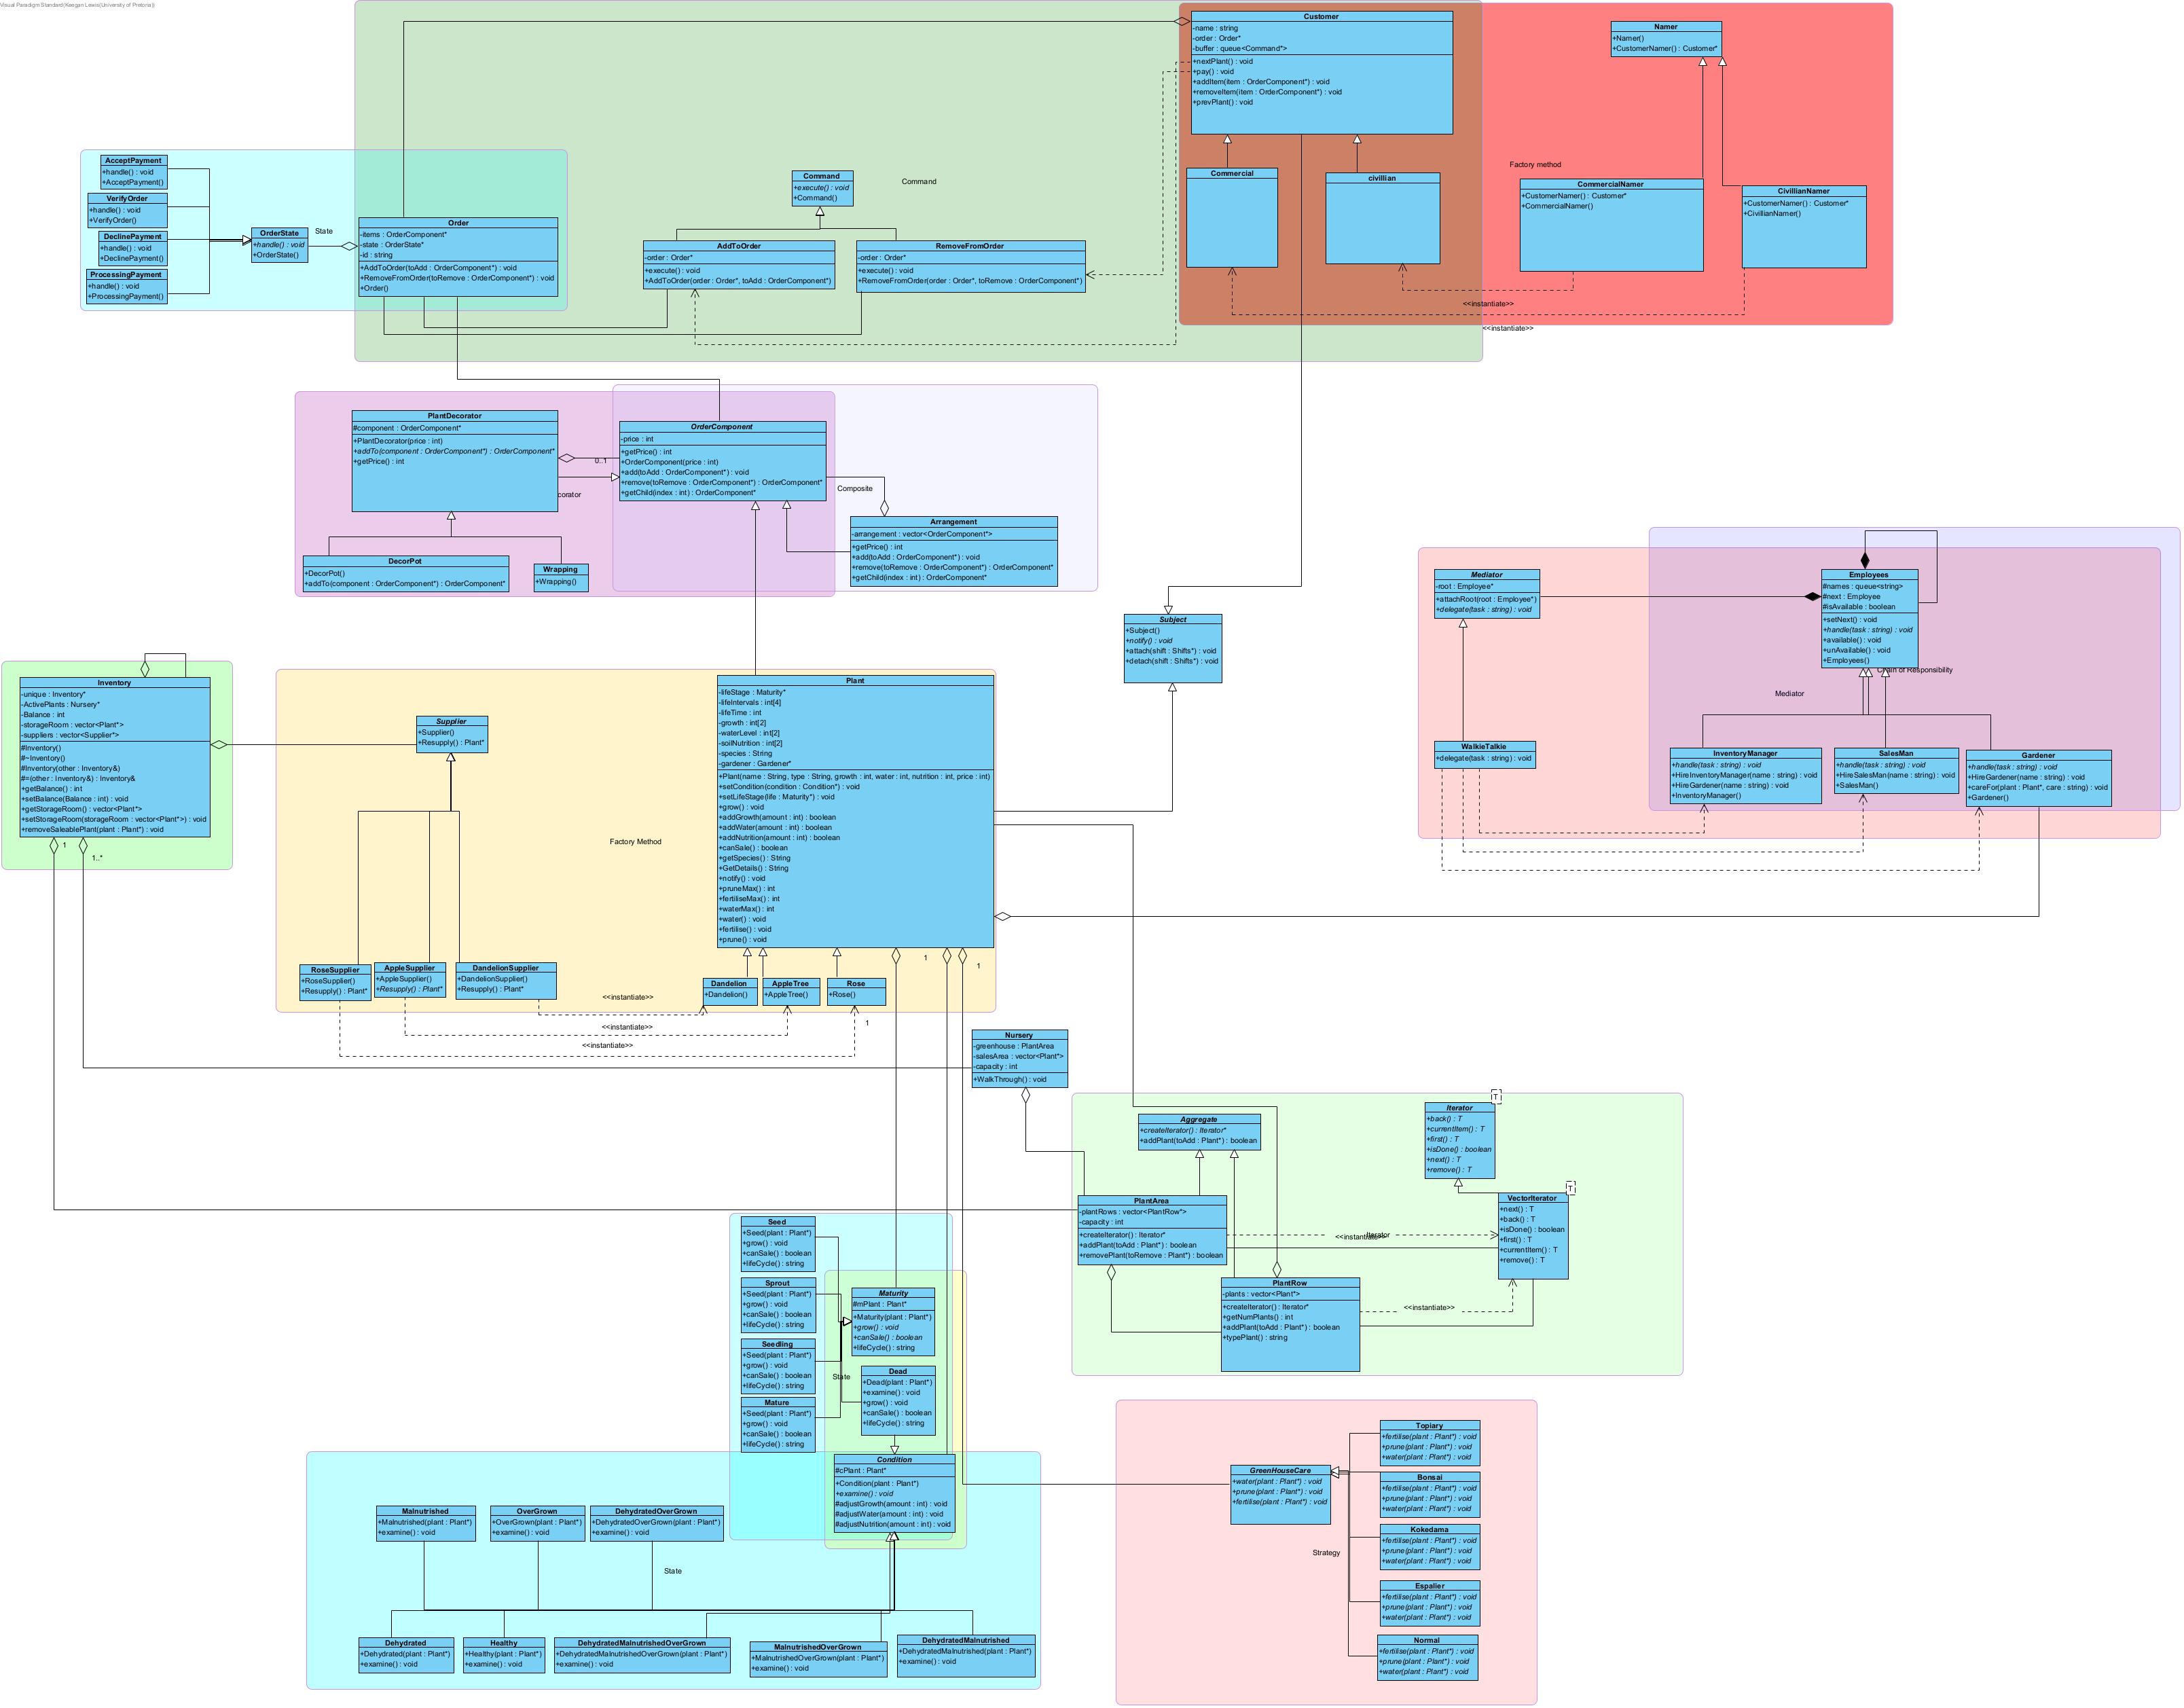 Visual Paradigm Standard(Keegan Lewis(University of Pretoria))
Customer
-name : string
-order : Order*
-buffer : queue<Command*>
+nextPlant() : void
+pay() : void
+addItem(item : OrderComponent*) : void
+removeItem(item : OrderComponent*) : void
+prevPlant() : void
Namer
+Namer()
+CustomerNamer() : Customer*
Factory method
Commercial
civillian
CommercialNamer
+CustomerNamer() : Customer*
+CommercialNamer()
CivillianNamer
+CustomerNamer() : Customer*
+CivillianNamer()
<<instantiate>>
<<instantiate>>
AcceptPayment
+handle() : void
+AcceptPayment()
VerifyOrder
+handle() : void
+VerifyOrder()
DeclinePayment
+handle() : void
+DeclinePayment()
ProcessingPayment
+handle() : void
+ProcessingPayment()
OrderState
+handle() : void
+OrderState()
State
Order
-items : OrderComponent*
-state : OrderState*
-id : string
+AddToOrder(toAdd : OrderComponent*) : void
+RemoveFromOrder(toRemove : OrderComponent*) : void
+Order()
Command
+execute() : void
+Command()
Command
AddToOrder
-order : Order*
+execute() : void
+AddToOrder(order : Order*, toAdd : OrderComponent*)
RemoveFromOrder
-order : Order*
+execute() : void
+RemoveFromOrder(order : Order*, toRemove : OrderComponent*)
PlantDecorator
#component : OrderComponent*
+PlantDecorator(price : int)
+addTo(component : OrderComponent*) : OrderComponent*
+getPrice() : int
0..1
corator
OrderComponent
-price : int
+getPrice() : int
+OrderComponent(price : int)
+add(toAdd : OrderComponent*) : void
+remove(toRemove : OrderComponent*) : OrderComponent*
+getChild(index : int) : OrderComponent*
Composite
Arrangement
-arrangement : vector<OrderComponent*>
+getPrice() : int
+add(toAdd : OrderComponent*) : void
+remove(toRemove : OrderComponent*) : OrderComponent*
+getChild(index : int) : OrderComponent*
DecorPot
+DecorPot()
+addTo(component : OrderComponent*) : OrderComponent*
Wrapping
+Wrapping()
Subject
+Subject()
+notify() : void
+attach(shift : Shifts*) : void
+detach(shift : Shifts*) : void
Mediator
-root : Employee*
+attachRoot(root : Employee*)
+delegate(task : string) : void
Employees
#names : queue<string>
#next : Employee
#isAvailable : boolean
+setNext() : void
+handle(task : string) : void
+available() : void
+unAvailable() : void
+Employees()
Chain of Responsibility
Mediator
WalkieTalkie
+delegate(task : string) : void
InventoryManager
+handle(task : string) : void
+HireInventoryManager(name : string) : void
+HireGardener(name : string) : void
+InventoryManager()
SalesMan
+handle(task : string) : void
+HireSalesMan(name : string) : void
+SalesMan()
Gardener
+handle(task : string) : void
+HireGardener(name : string) : void
+careFor(plant : Plant*, care : string) : void
+Gardener()
Inventory
-unique : Inventory*
-ActivePlants : Nursery*
-Balance : int
-storageRoom : vector<Plant*>
-suppliers : vector<Supplier*>
#Inventory()
#~Inventory()
#Inventory(other : Inventory&)
#=(other : Inventory&) : Inventory&
+getBalance() : int
+setBalance(Balance : int) : void
+getStorageRoom() : vector<Plant*>
+setStorageRoom(storageRoom : vector<Plant*>) : void
+removeSaleablePlant(plant : Plant*) : void
1
1..*
Supplier
+Supplier()
+Resupply() : Plant*
Factory Method
Plant
-lifeStage : Maturity*
-lifeIntervals : int[4]
-lifeTime : int
-growth : int[2]
-waterLevel : int[2]
-soilNutrition : int[2]
-species : String
-gardener : Gardener*
+Plant(name : String, type : String, growth : int, water : int, nutrition : int, price : int)
+setCondition(condition : Condition*) : void
+setLifeStage(life : Maturity*) : void
+grow() : void
+addGrowth(amount : int) : boolean
+addWater(amount : int) : boolean
+addNutrition(amount : int) : boolean
+canSale() : boolean
+getSpecies() : String
+GetDetails() : String
+notify() : void
+pruneMax() : int
+fertiliseMax() : int
+waterMax() : int
+water() : void
+fertilise() : void
+prune() : void
1
1
RoseSupplier
+RoseSupplier()
+Resupply() : Plant*
AppleSupplier
+AppleSupplier()
+Resupply() : Plant*
DandelionSupplier
+DandelionSupplier()
+Resupply() : Plant*
Dandelion
+Dandelion()
AppleTree
+AppleTree()
Rose
+Rose()
<<instantiate>>
<<instantiate>>
<<instantiate>>
1
Nursery
-greenhouse : PlantArea
-salesArea : vector<Plant*>
-capacity : int
+WalkThrough() : void
Aggregate
+createIterator() : Iterator*
+addPlant(toAdd : Plant*) : boolean
T
Iterator
+back() : T
+currentItem() : T
+first() : T
+isDone() : boolean
+next() : T
+remove() : T
T
VectorIterator
+next() : T
+back() : T
+isDone() : boolean
+first() : T
+currentItem() : T
+remove() : T
PlantArea
-plantRows : vector<PlantRow*>
-capacity : int
+createIterator() : Iterator*
+addPlant(toAdd : Plant*) : boolean
+removePlant(toRemove : Plant*) : boolean
<<instantiate>>
Iterator
PlantRow
-plants : vector<Plant*>
+createIterator() : Iterator*
+getNumPlants() : int
+addPlant(toAdd : Plant*) : boolean
+typePlant() : string
<<instantiate>>
Seed
+Seed(plant : Plant*)
+grow() : void
+canSale() : boolean
+lifeCycle() : string
Sprout
+Seed(plant : Plant*)
+grow() : void
+canSale() : boolean
+lifeCycle() : string
Seedling
+Seed(plant : Plant*)
+grow() : void
+canSale() : boolean
+lifeCycle() : string
Mature
+Seed(plant : Plant*)
+grow() : void
+canSale() : boolean
+lifeCycle() : string
Maturity
#mPlant : Plant*
+Maturity(plant : Plant*)
+grow() : void
+canSale() : boolean
+lifeCycle() : string
State
Dead
+Dead(plant : Plant*)
+examine() : void
+grow() : void
+canSale() : boolean
+lifeCycle() : string
Condition
#cPlant : Plant*
+Condition(plant : Plant*)
+examine() : void
#adjustGrowth(amount : int) : void
#adjustWater(amount : int) : void
#adjustNutrition(amount : int) : void
Malnutrished
+Malnutrished(plant : Plant*)
+examine() : void
OverGrown
+OverGrown(plant : Plant*)
+examine() : void
DehydratedOverGrown
+DehydratedOverGrown(plant : Plant*)
+examine() : void
State
Dehydrated
+Dehydrated(plant : Plant*)
+examine() : void
Healthy
+Healthy(plant : Plant*)
+examine() : void
DehydratedMalnutrishedOverGrown
+DehydratedMalnutrishedOverGrown(plant : Plant*)
+examine() : void
MalnutrishedOverGrown
+MalnutrishedOverGrown(plant : Plant*)
+examine() : void
DehydratedMalnutrished
+DehydratedMalnutrished(plant : Plant*)
+examine() : void
GreenHouseCare
+water(plant : Plant*) : void
+prune(plant : Plant*) : void
+fertilise(plant : Plant*) : void
Strategy
Topiary
+fertilise(plant : Plant*) : void
+prune(plant : Plant*) : void
+water(plant : Plant*) : void
Bonsai
+fertilise(plant : Plant*) : void
+prune(plant : Plant*) : void
+water(plant : Plant*) : void
Kokedama
+fertilise(plant : Plant*) : void
+prune(plant : Plant*) : void
+water(plant : Plant*) : void
Espalier
+fertilise(plant : Plant*) : void
+prune(plant : Plant*) : void
+water(plant : Plant*) : void
Normal
+fertilise(plant : Plant*) : void
+prune(plant : Plant*) : void
+water(plant : Plant*) : void